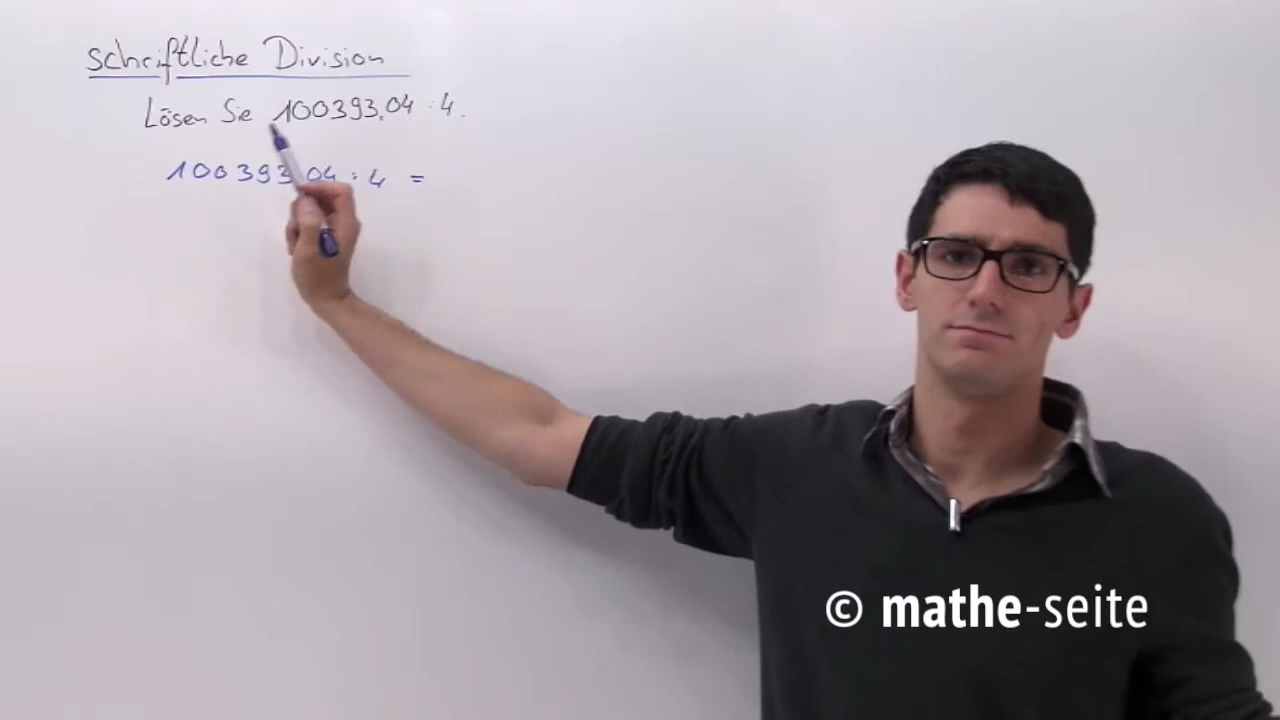 schriftliche Division
Lösen Sie 100393,04 : 4.
100393,04 : 4 =
© mathe-seite